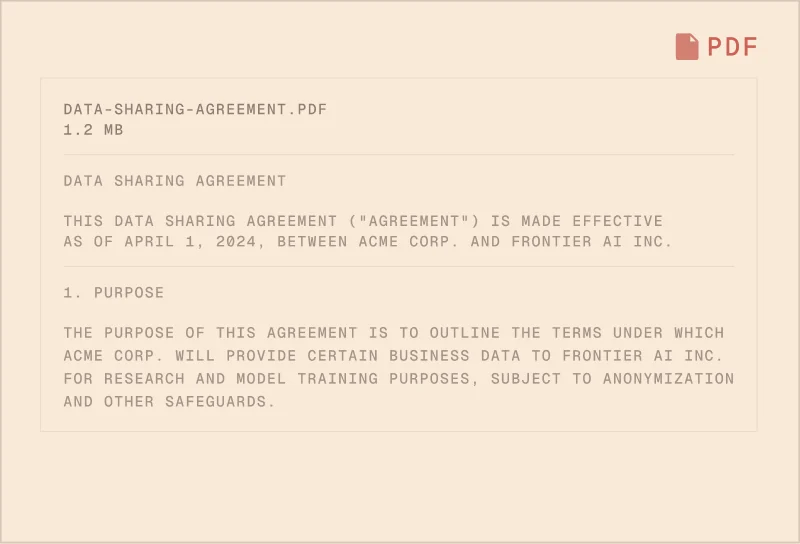 PDF
DATA-SHARING-AGREEMENT.PDF
1.2 MB
DATA SHARING AGREEMENT
THIS DATA SHARING AGREEMENT ("AGREEMENT") IS MADE EFFECTIVE
AS OF APRIL 1, 2024, BETWEEN ACME CORP. AND FRONTIER AI INC.
1. PURPOSE
THE PURPOSE OF THIS AGREEMENT IS TO OUTLINE THE TERMS UNDER WHICH
ACME CORP. WILL PROVIDE CERTAIN BUSINESS DATA TO FRONTIER AI INC.
FOR RESEARCH AND MODEL TRAINING PURPOSES, SUBJECT TO ANONYMIZATION
AND OTHER SAFEGUARDS.